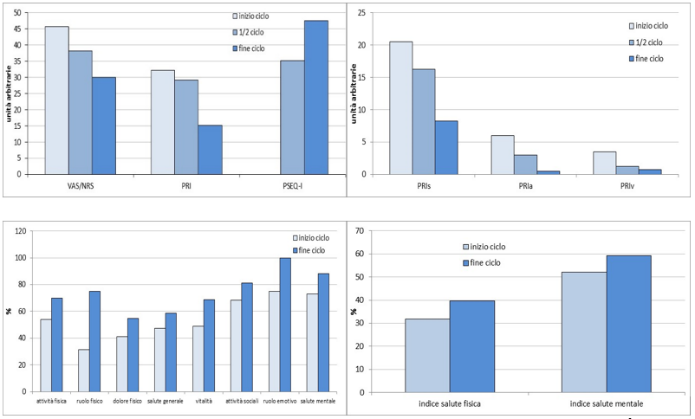 50
45
40
35
30
25
20
15
10
5
0
unità arbitrarie
inizio ciclo
1/2 ciclo
fine ciclo
VAS/NRS PRI PSEQ-I
25
20
15
10
5
0
unità arbitrarie
inizio ciclo
1/2 ciclo
fine ciclo
PRIs PRIa PRIv
120
100
80
60
40
20
0
%
inizio ciclo
fine ciclo
attività fisica ruolo fisico dolore fisico salute generale vitalità attività sociali ruolo emotivo salute mentale
70
60
50
40
30
20
10
0
%
inizio ciclo
fine ciclo
indice salute fisica indice salute mentale